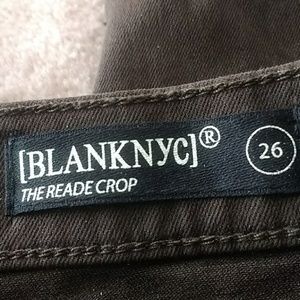 [BLANKNYC]® 26
THE READE CROP